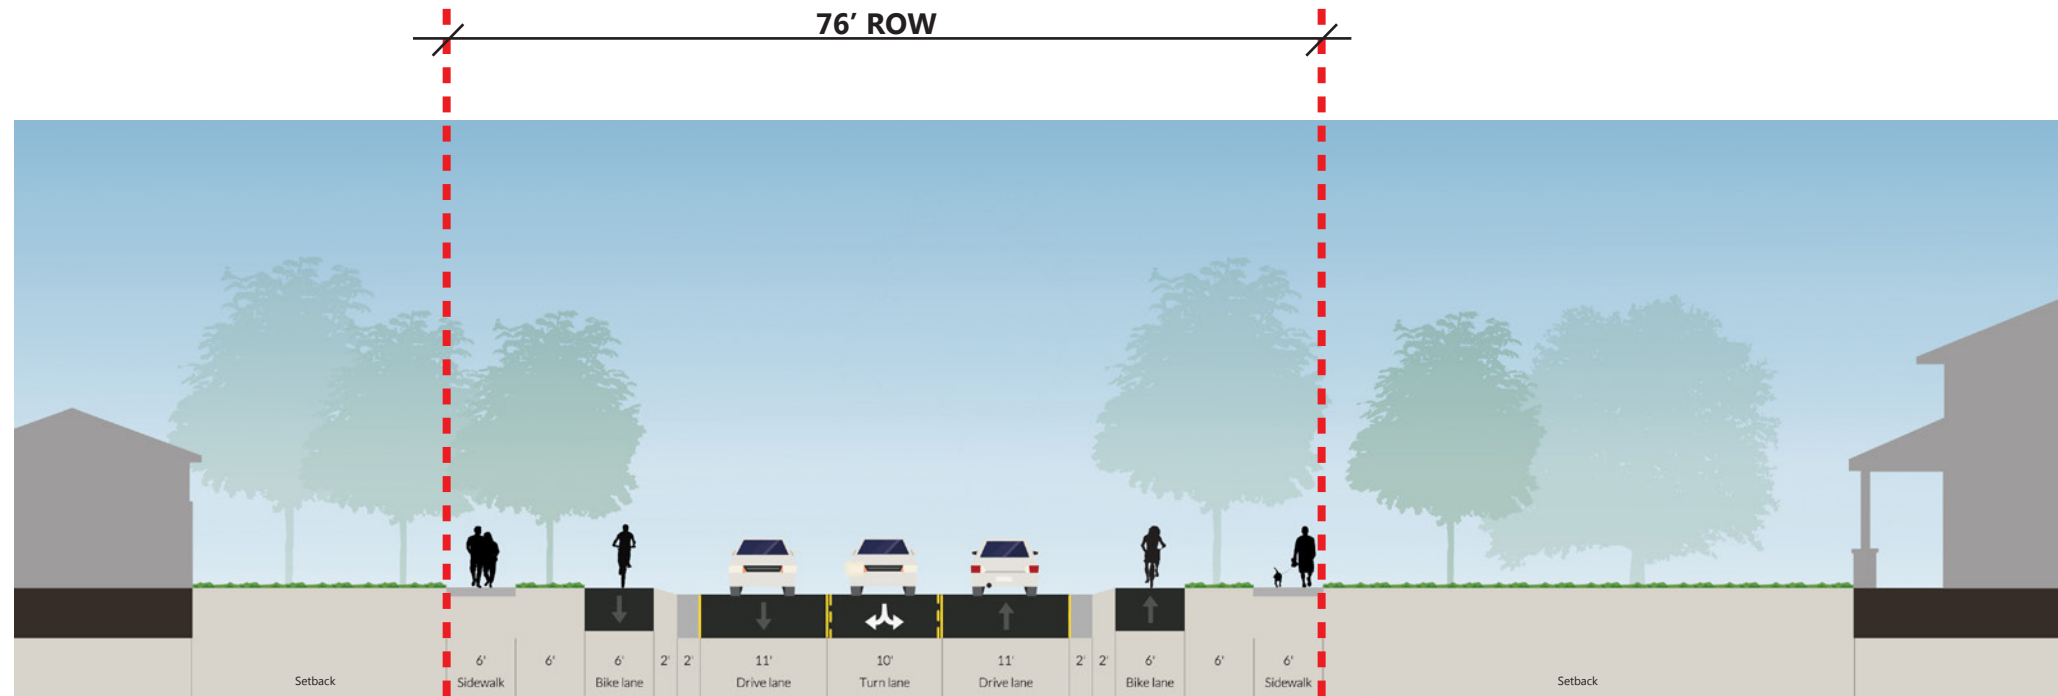 76’ ROW
6' 6' 6' 2' 2' 11' 10' 11' 2' 2' 6' 6' 6'
Setback Sidewalk Bike lane Drive lane Turn lane Drive lane Bike lane Sidewalk Setback